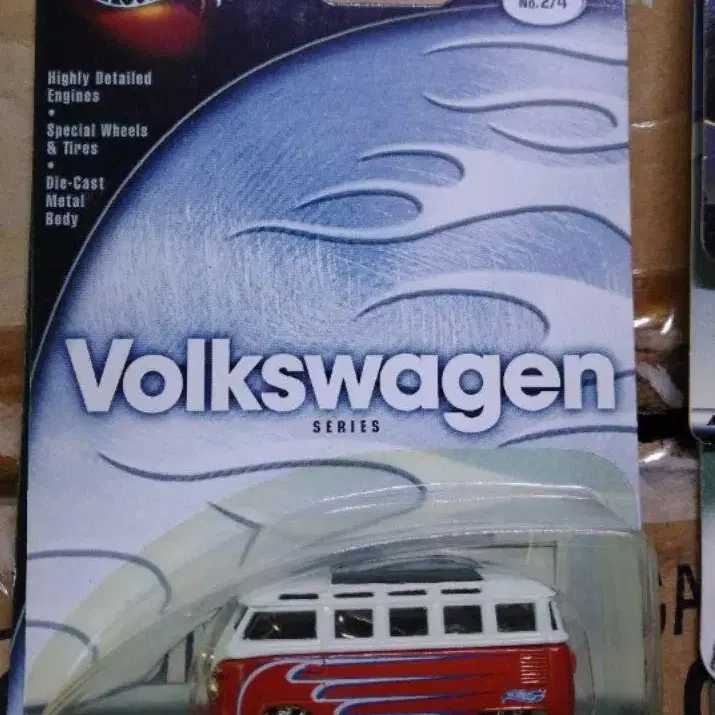 No.2/4
Highly Detailed
Engines
•
Special Wheels
& Tires
•
Die-Cast
Metal
Body
Volkswagen
SERIES